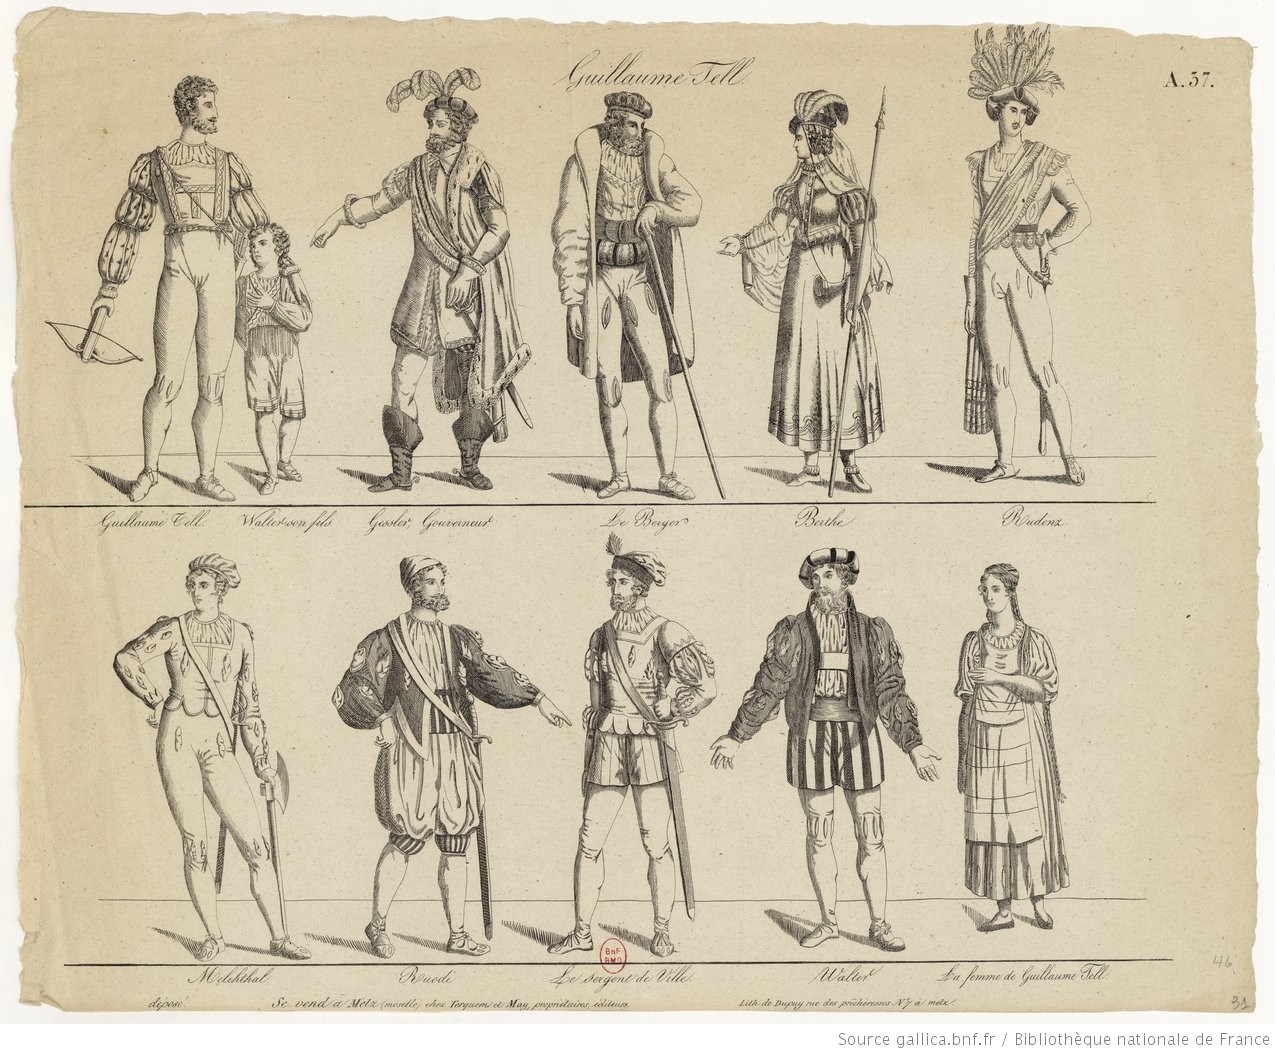 Guillaume Tell
A. 37.
Guillaume Tell. Walter son fils. Gessler, Gouverneur Le Berger Berthe Rudenz
Melchthal. Ruodi Le Sergent de Ville. Walter La femme de Guillaume Tell
déposé. Se vend à Metz (moselle) chez Terquem et May, propriétaires, éditeurs. Lith. de Dupuy rue des prêcheresses N.º 7 à metz.
BnF
46
31
Source gallica.bnf.fr / Bibliothèque nationale de France